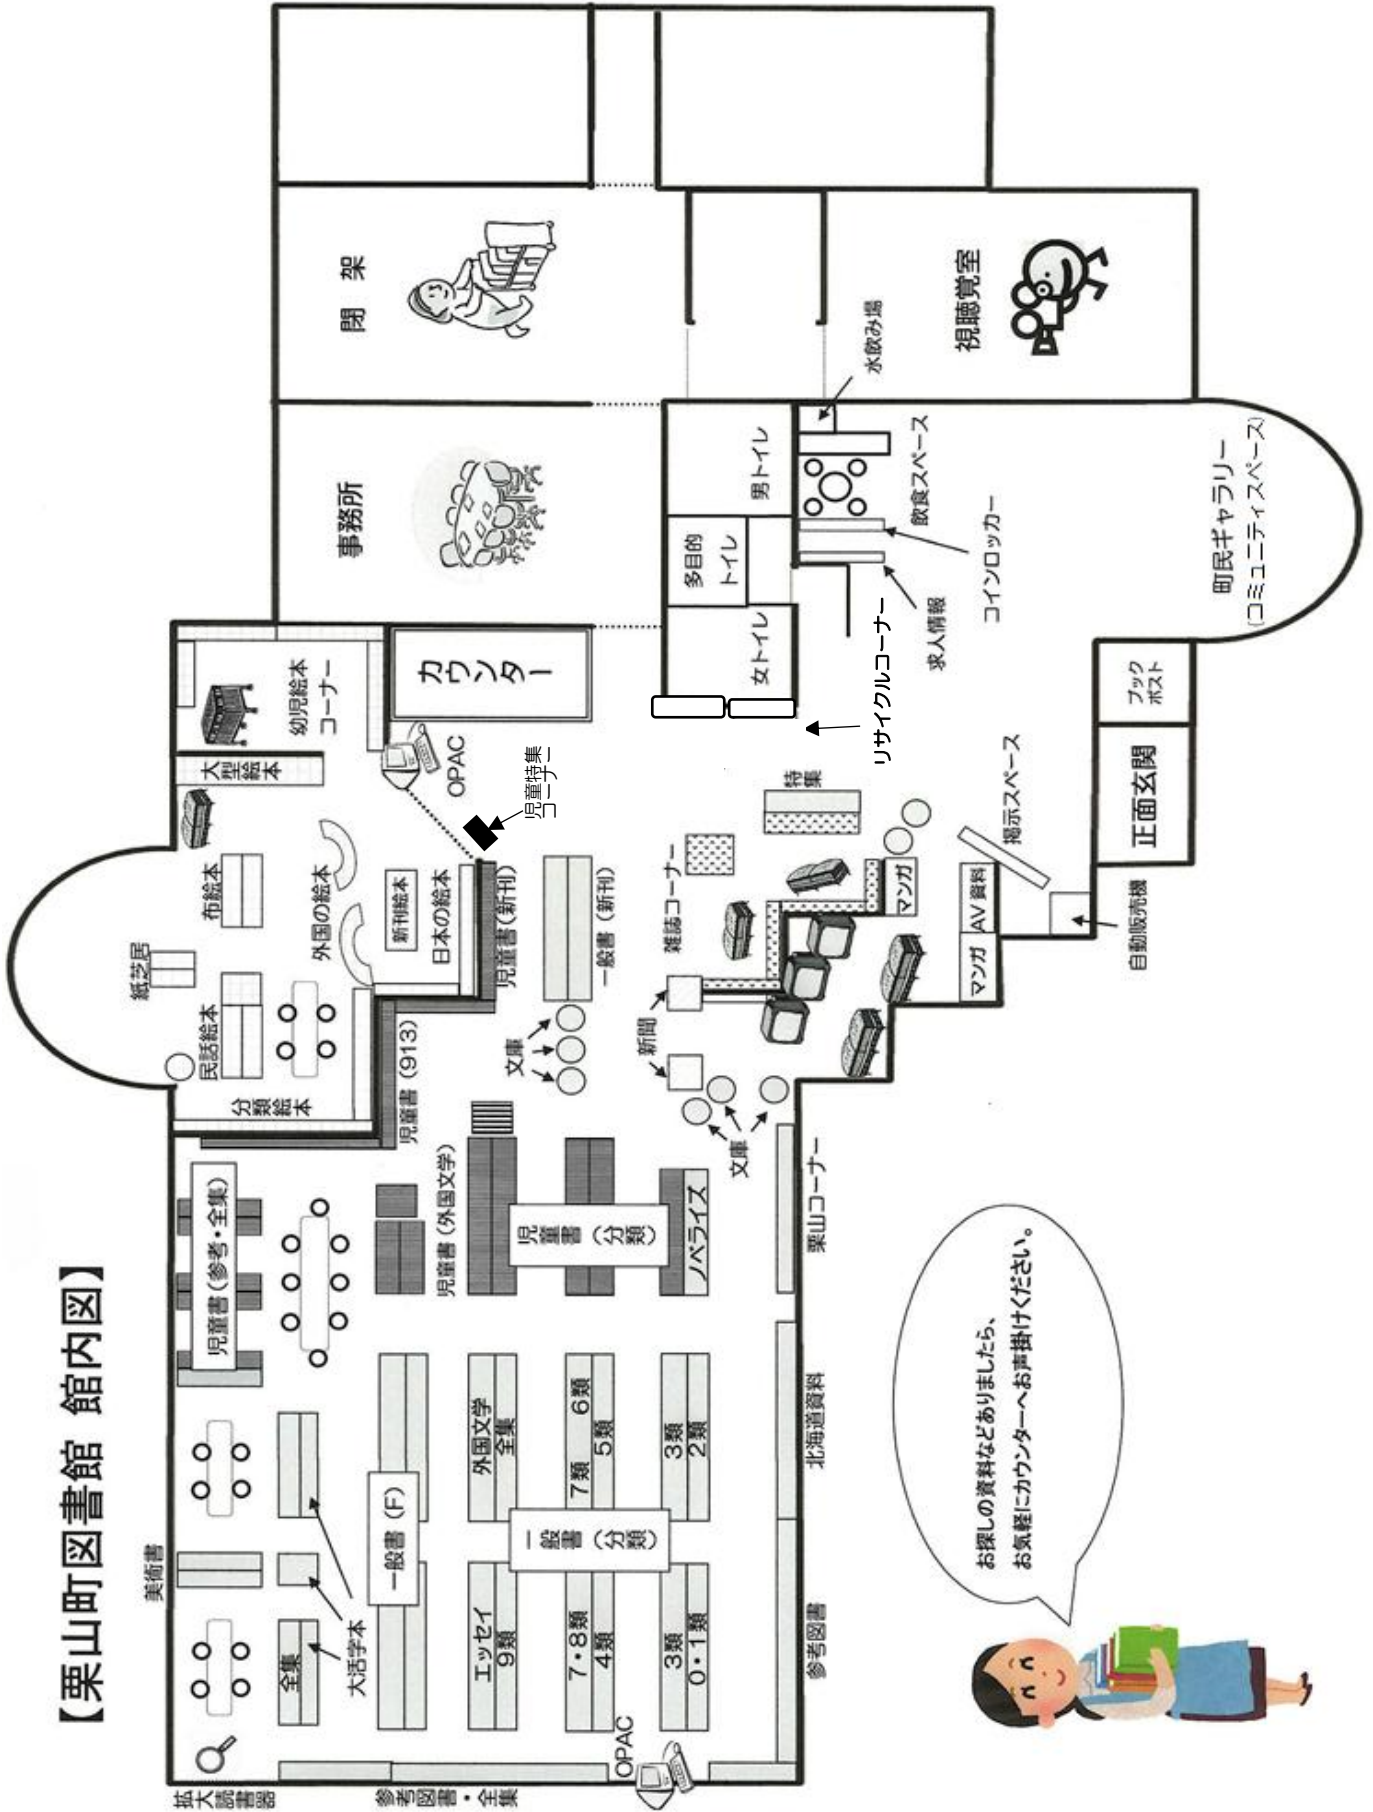 【栗山町図書館 館内図】
拡大読書器
美術書
参考図書・全集
全集
大活字本
児童書(参考・全集)
分類絵本
民話絵本
紙芝居
布絵本
大型絵本
幼児絵本
コーナー
外国の絵本
新刊絵本
日本の絵本
児童書(新刊)
児童書(913)
児童書(外国文学)
一般書(F)
OPAC
児童特集
コーナー
カウンター
事務所
閉架
一般書(新刊)
文庫
児童書
(分類)
ノベライズ
外国文学
全集
7類 6類
5類
3類
2類
一般書
(分類)
エッセイ
9類
7・8類
4類
3類
0・1類
OPAC
新聞
雑誌コーナー
特集
文庫
マンガ
マンガ
AV資料
掲示スペース
自動販売機
正面玄関
ブック
ポスト
女トイレ
多目的
トイレ
男トイレ
リサイクルコーナー
求人情報
コインロッカー
飲食スペース
水飲み場
視聴覚室
町民ギャラリー
(コミュニティスペース)
参考図書
北海道資料
栗山コーナー
お探しの資料などありましたら、
お気軽にカウンターへお声掛けください。